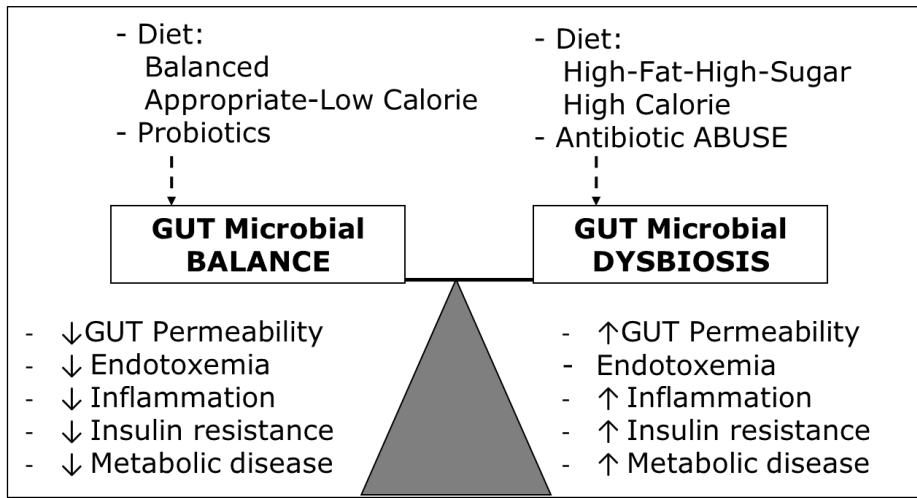 - Diet:
Balanced
Appropriate-Low Calorie
- Probiotics
GUT Microbial
BALANCE
- ↓GUT Permeability
- ↓ Endotoxemia
- ↓ Inflammation
- ↓ Insulin resistance
- ↓ Metabolic disease
- Diet:
High-Fat-High-Sugar
High Calorie
- Antibiotic ABUSE
GUT Microbial
DYSBIOSIS
- ↑GUT Permeability
- Endotoxemia
- ↑ Inflammation
- ↑ Insulin resistance
- ↑ Metabolic disease